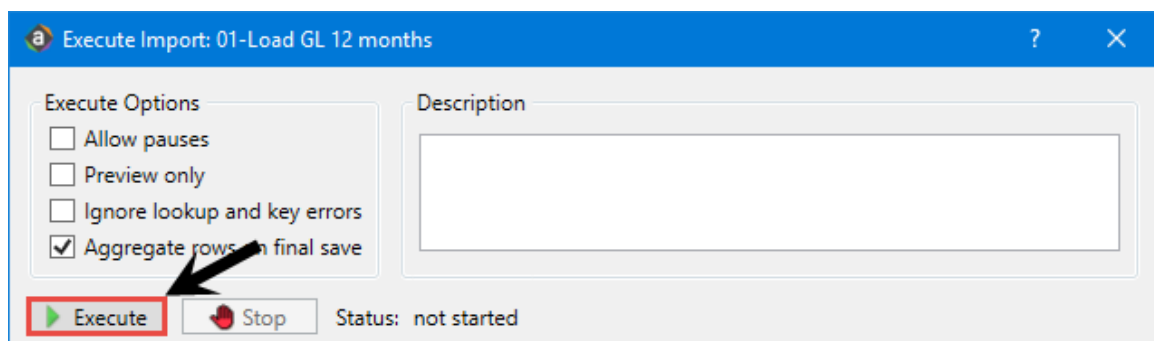 Execute Import: 01-Load GL 12 months
Execute Options
Description
Allow pauses
Preview only
Ignore lookup and key errors
Aggregate rows on final save
Execute
Stop
Status: not started